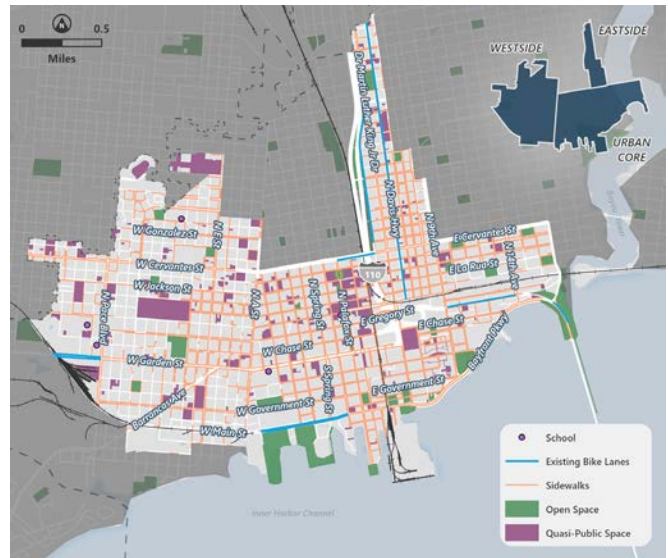 0 0.5
N
Miles
EASTSIDE
WESTSIDE
URBAN
CORE
Dr Martin Luther King Jr Dr
N Davis Hwy
N 9th Ave
W Gonzalez St
N E St
E Cervantes St
N 14th Ave
W Cervantes St
E La Rua St
W Jackson St
110
N Pace Blvd
N A St
N Spring St
N Palafox St
E Gregory St
E Chase St
W Chase St
Bayfront Pkwy
W Garden St
Barrancas Ave
W Government St
S Spring St
E Government St
W Main St
Inner Harbor Channel
School
Existing Bike Lanes
Sidewalks
Open Space
Quasi-Public Space